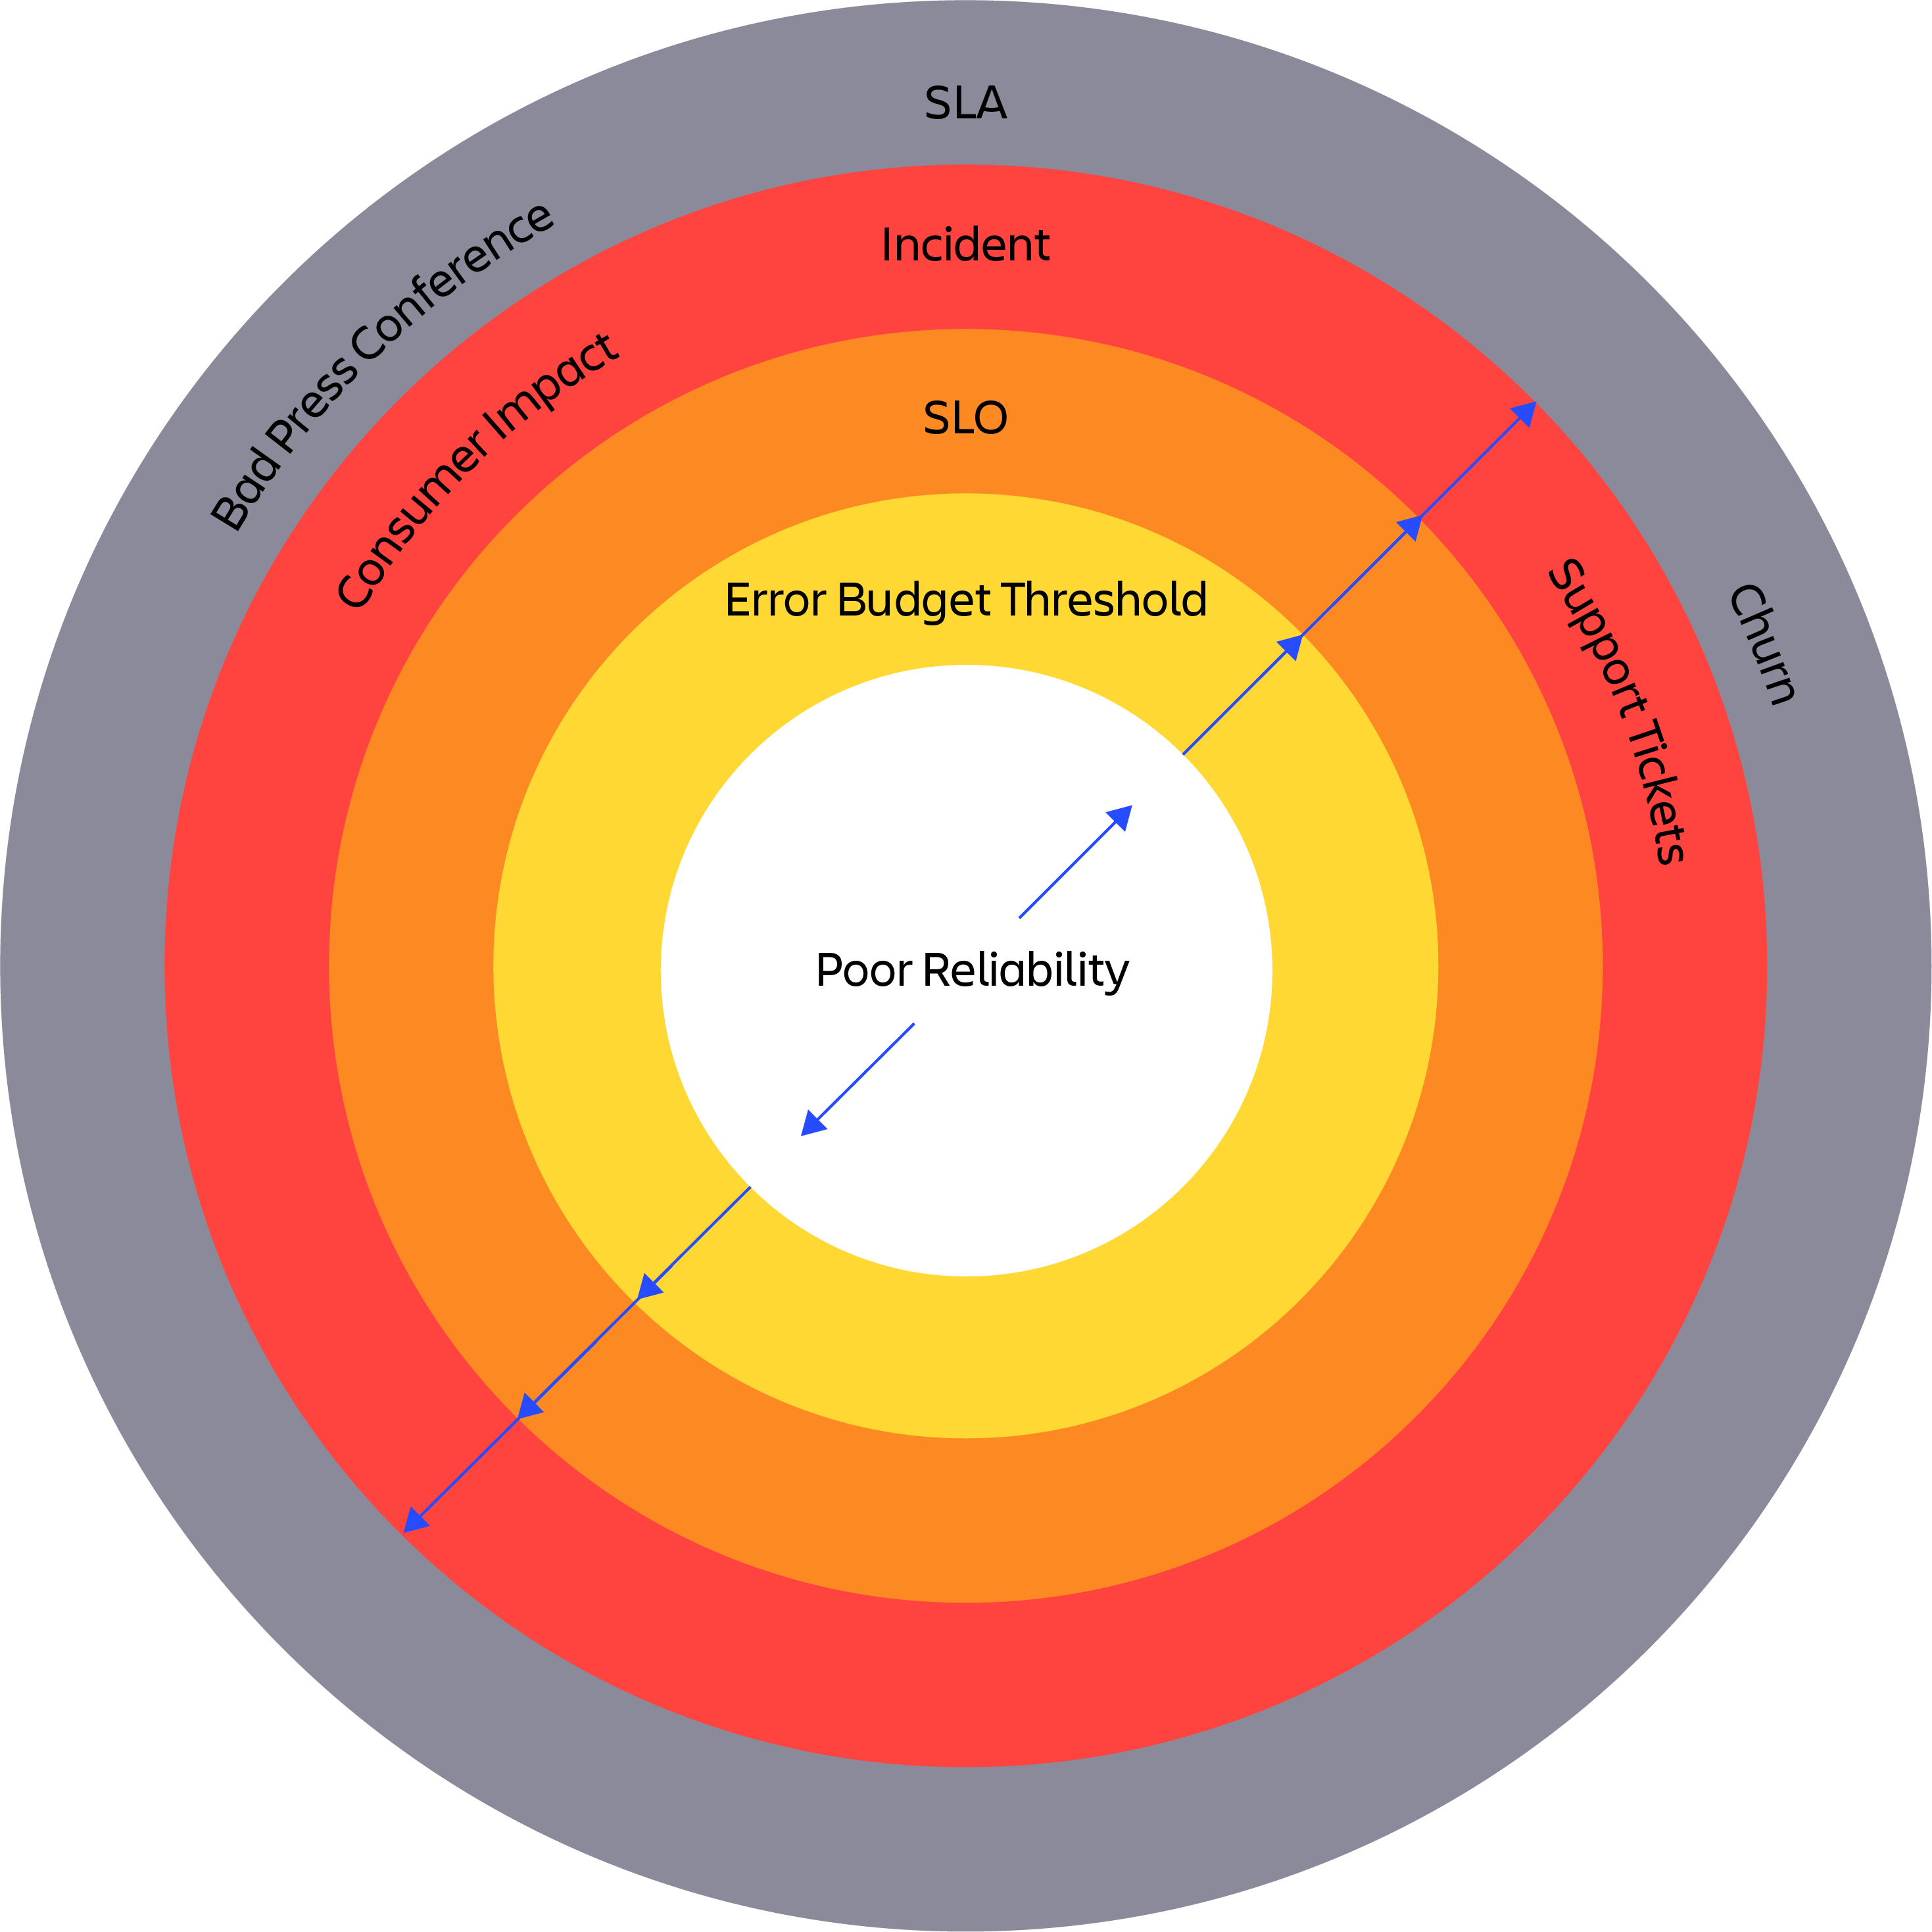 SLA
Incident
Bad Press Conference
Consumer Impact
SLO
Support Tickets
Churn
Error Budget Threshold
Poor Reliability